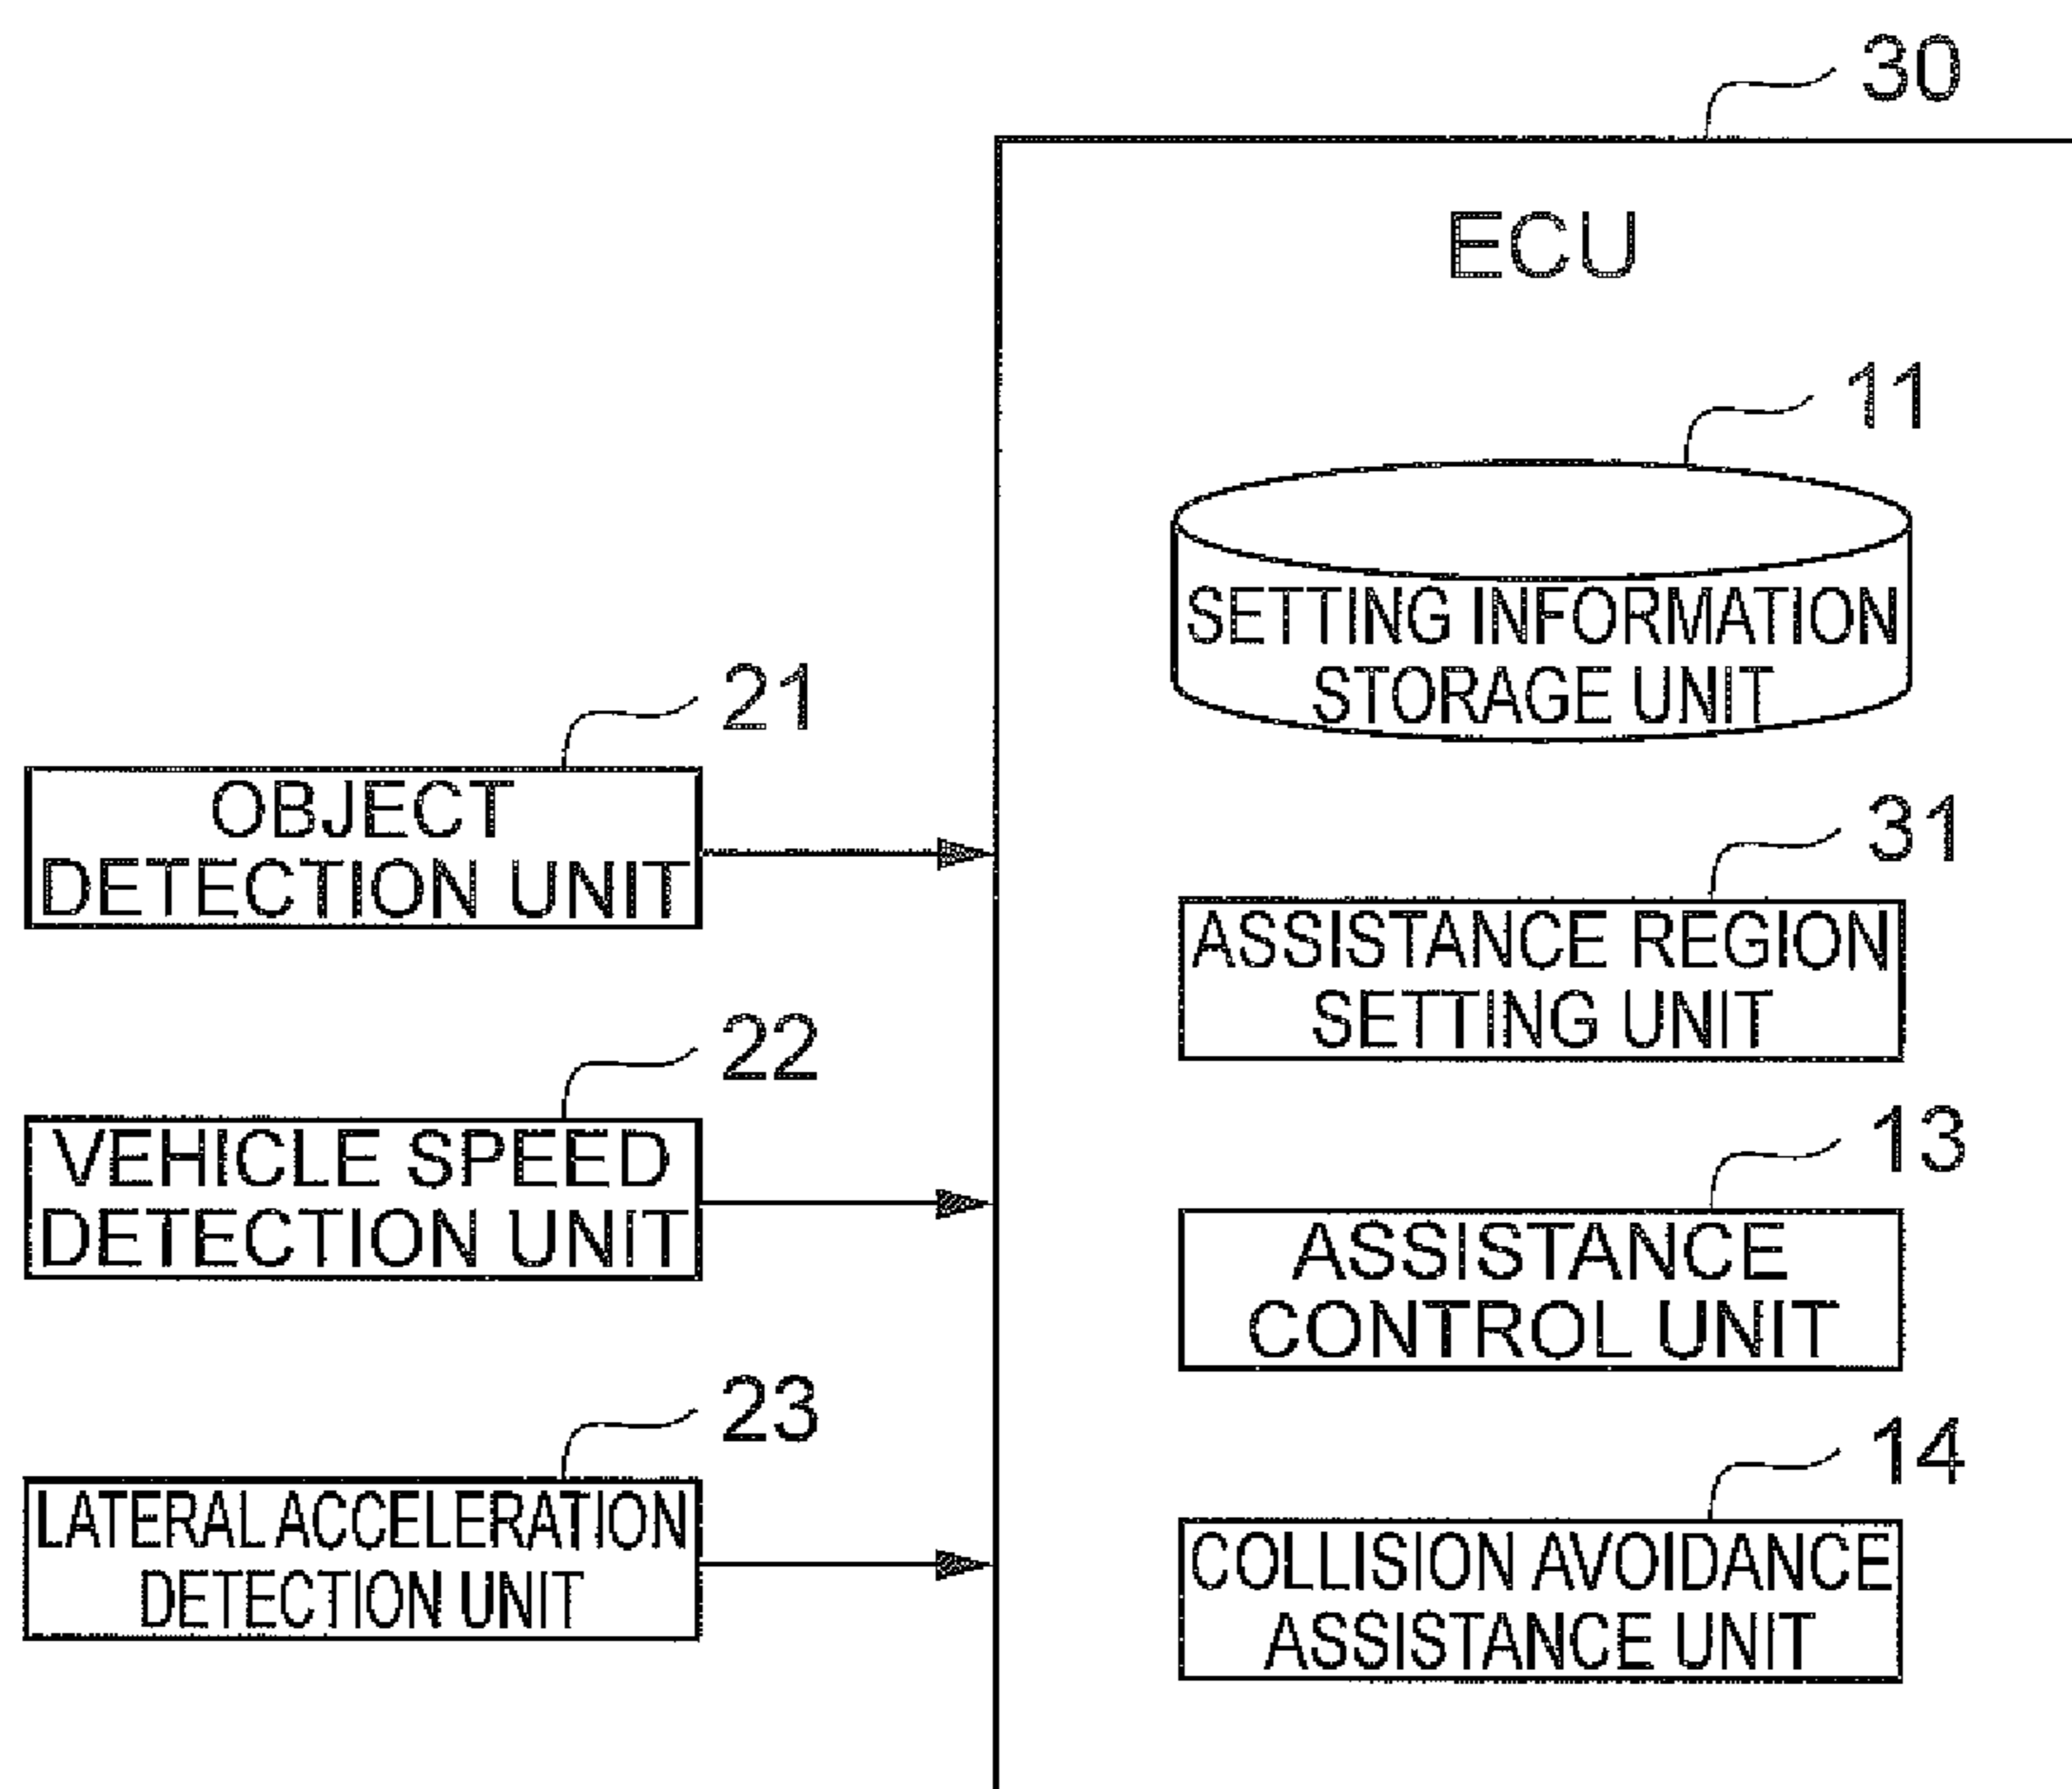 30
ECU
11
SETTING INFORMATION
STORAGE UNIT
21
OBJECT
DETECTION UNIT
31
ASSISTANCE REGION
SETTING UNIT
22
VEHICLE SPEED
DETECTION UNIT
13
ASSISTANCE
CONTROL UNIT
23
LATERAL ACCELERATION
DETECTION UNIT
14
COLLISION AVOIDANCE
ASSISTANCE UNIT